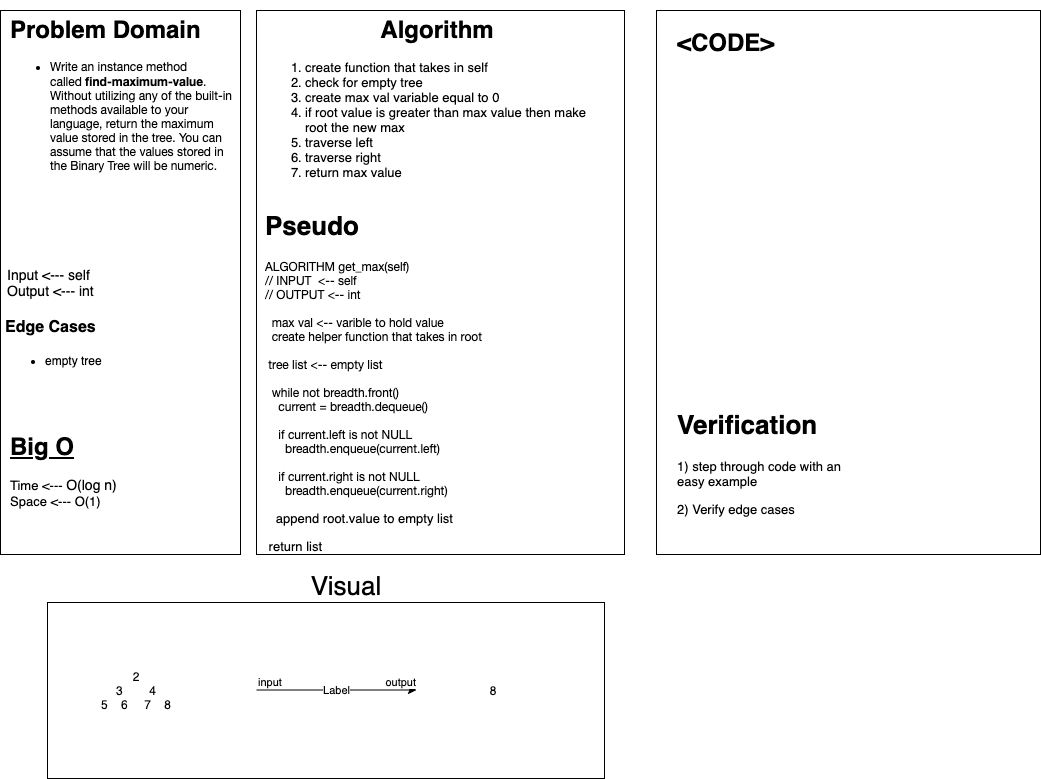 Problem Domain
• Write an instance method
called find-maximum-value.
Without utilizing any of the built-in
methods available to your
language, return the maximum
value stored in the tree. You can
assume that the values stored in
the Binary Tree will be numeric.
Input <--- self
Output <--- int
Edge Cases
• empty tree
Big O
Time <--- O(log n)
Space <--- O(1)
Algorithm
1. create function that takes in self
2. check for empty tree
3. create max val variable equal to 0
4. if root value is greater than max value then make
root the new max
5. traverse left
6. traverse right
7. return max value
Pseudo
ALGORITHM get_max(self)
// INPUT <-- self
// OUTPUT <-- int
max val <-- varible to hold value
create helper function that takes in root
tree list <-- empty list
while not breadth.front()
current = breadth.dequeue()
if current.left is not NULL
breadth.enqueue(current.left)
if current.right is not NULL
breadth.enqueue(current.right)
append root.value to empty list
return list
<CODE>
Verification
1) step through code with an
easy example
2) Verify edge cases
Visual
2
3 4
5 6 7 8
input Label output
8